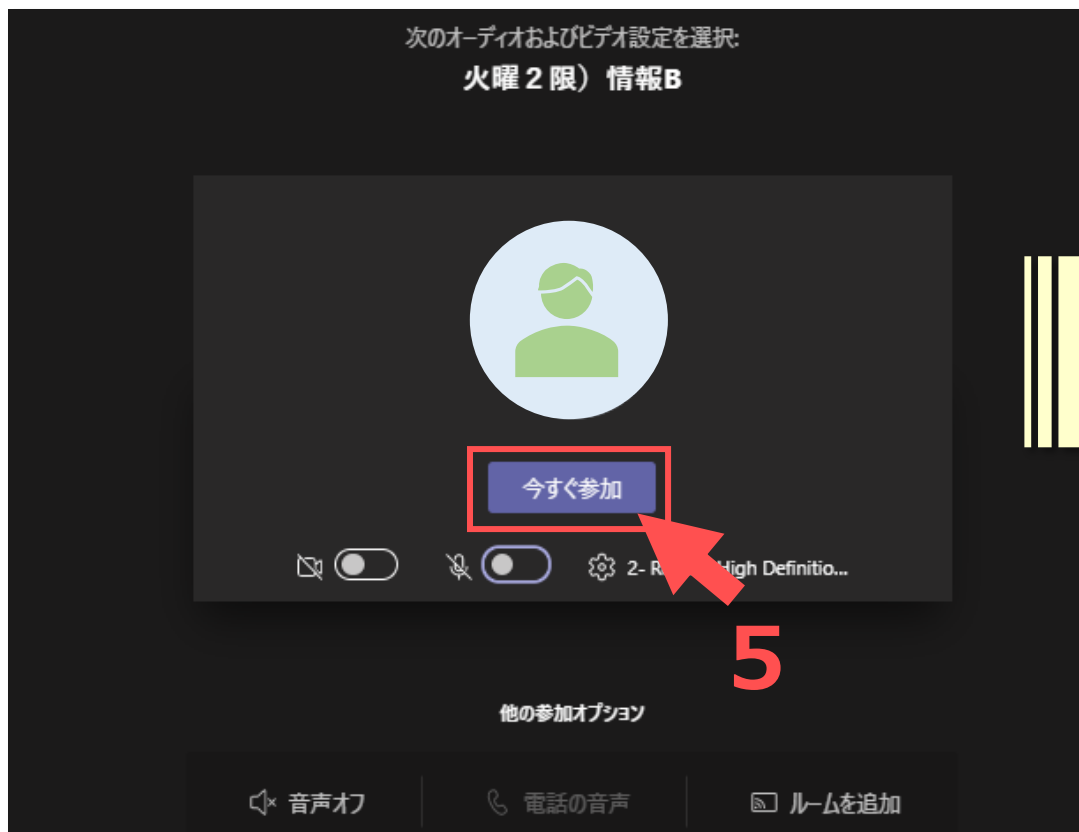 次のオーディオおよびビデオ設定を選択:
火曜２限）情報B
今すぐ参加
2- High Definitio...
5
他の参加オプション
音声オフ
電話の音声
ルームを追加